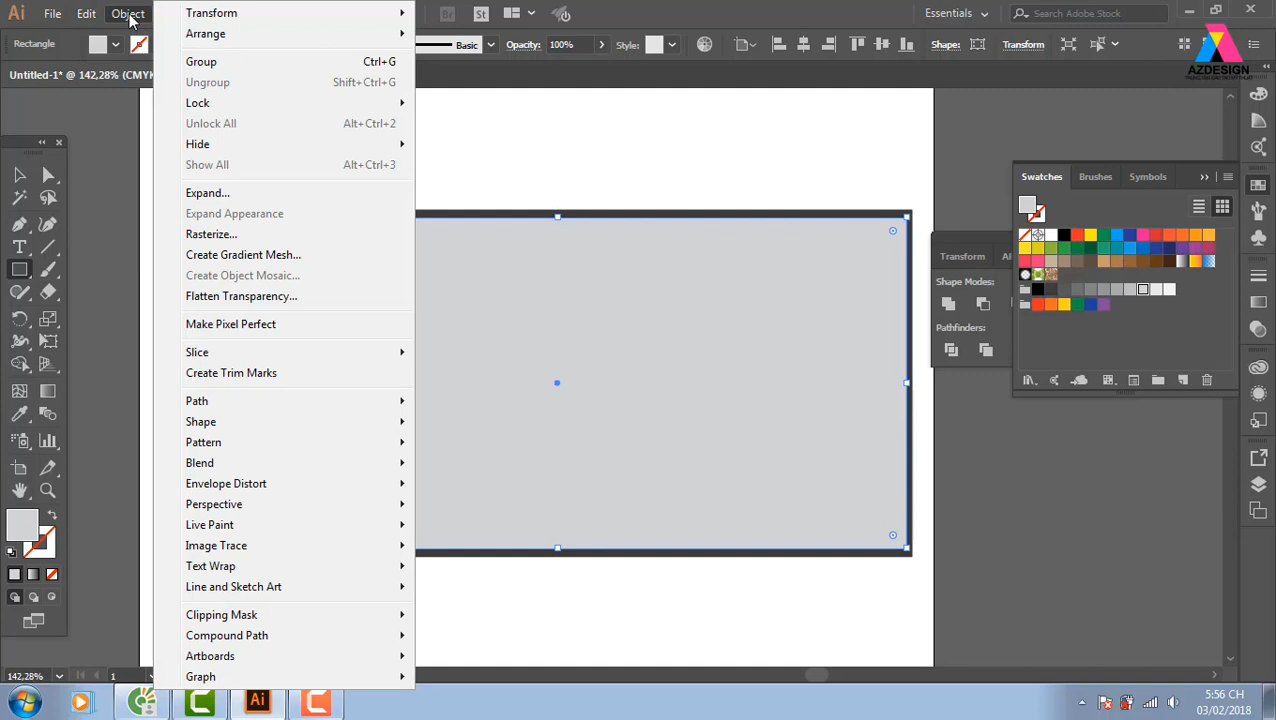 Ai File Edit Object Br St Essentials Search Adobe Stock
Rectangle Basic Opacity: 100% Style: Shape: Transform
AZDESIGN
Untitled-1* @ 142,28% (CMYK
Transform
Arrange
Group Ctrl+G
Ungroup Shift+Ctrl+G
Lock
Unlock All Alt+Ctrl+2
Hide
Show All Alt+Ctrl+3
Expand...
Expand Appearance
Rasterize...
Create Gradient Mesh...
Create Object Mosaic...
Flatten Transparency...
Make Pixel Perfect
Slice
Create Trim Marks
Path
Shape
Pattern
Blend
Envelope Distort
Perspective
Live Paint
Image Trace
Text Wrap
Line and Sketch Art
Clipping Mask
Compound Path
Artboards
Graph
Swatches Brushes Symbols
Transform
Shape Modes:
Pathfinders:
142,28% 1
Ai
5:56 CH
03/02/2018